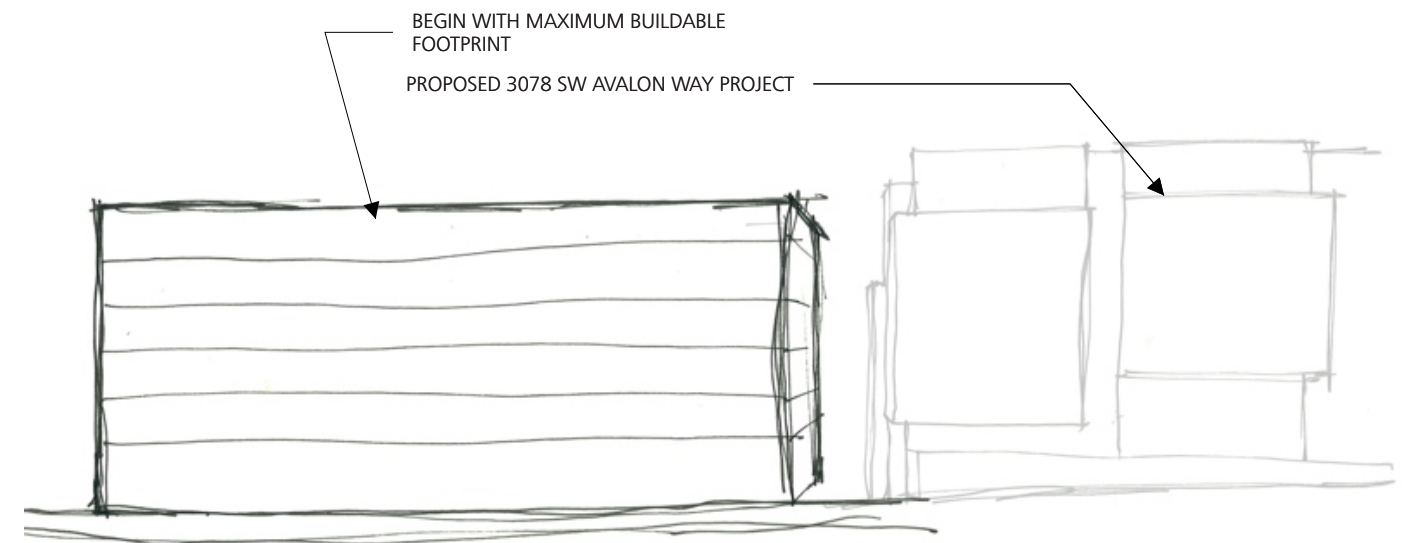 BEGIN WITH MAXIMUM BUILDABLE
FOOTPRINT
PROPOSED 3078 SW AVALON WAY PROJECT